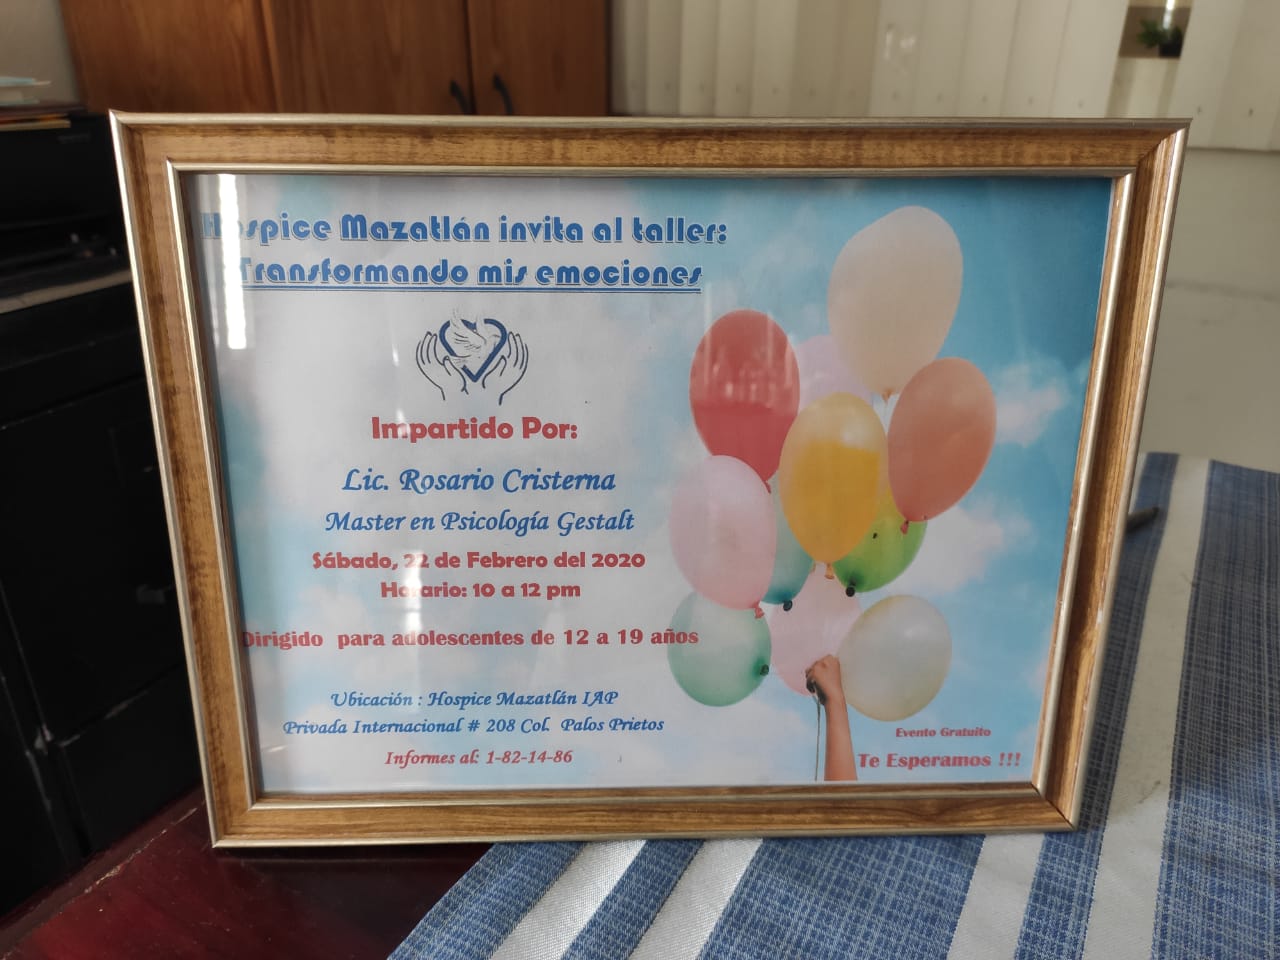 Hospice Mazatlán invita al taller:
Transformando mis emociones
Impartido Por:
Lic. Rosario Cristerna
Master en Psicología Gestalt
Sábado, 22 de Febrero del 2020
Horario: 10 a 12 pm
Dirigido para adolescentes de 12 a 19 años
Ubicación : Hospice Mazatlán IAP
Privada Internacional # 208 Col. Palos Prietos
Informes al: 1-82-14-86
Evento Gratuito
Te Esperamos !!!